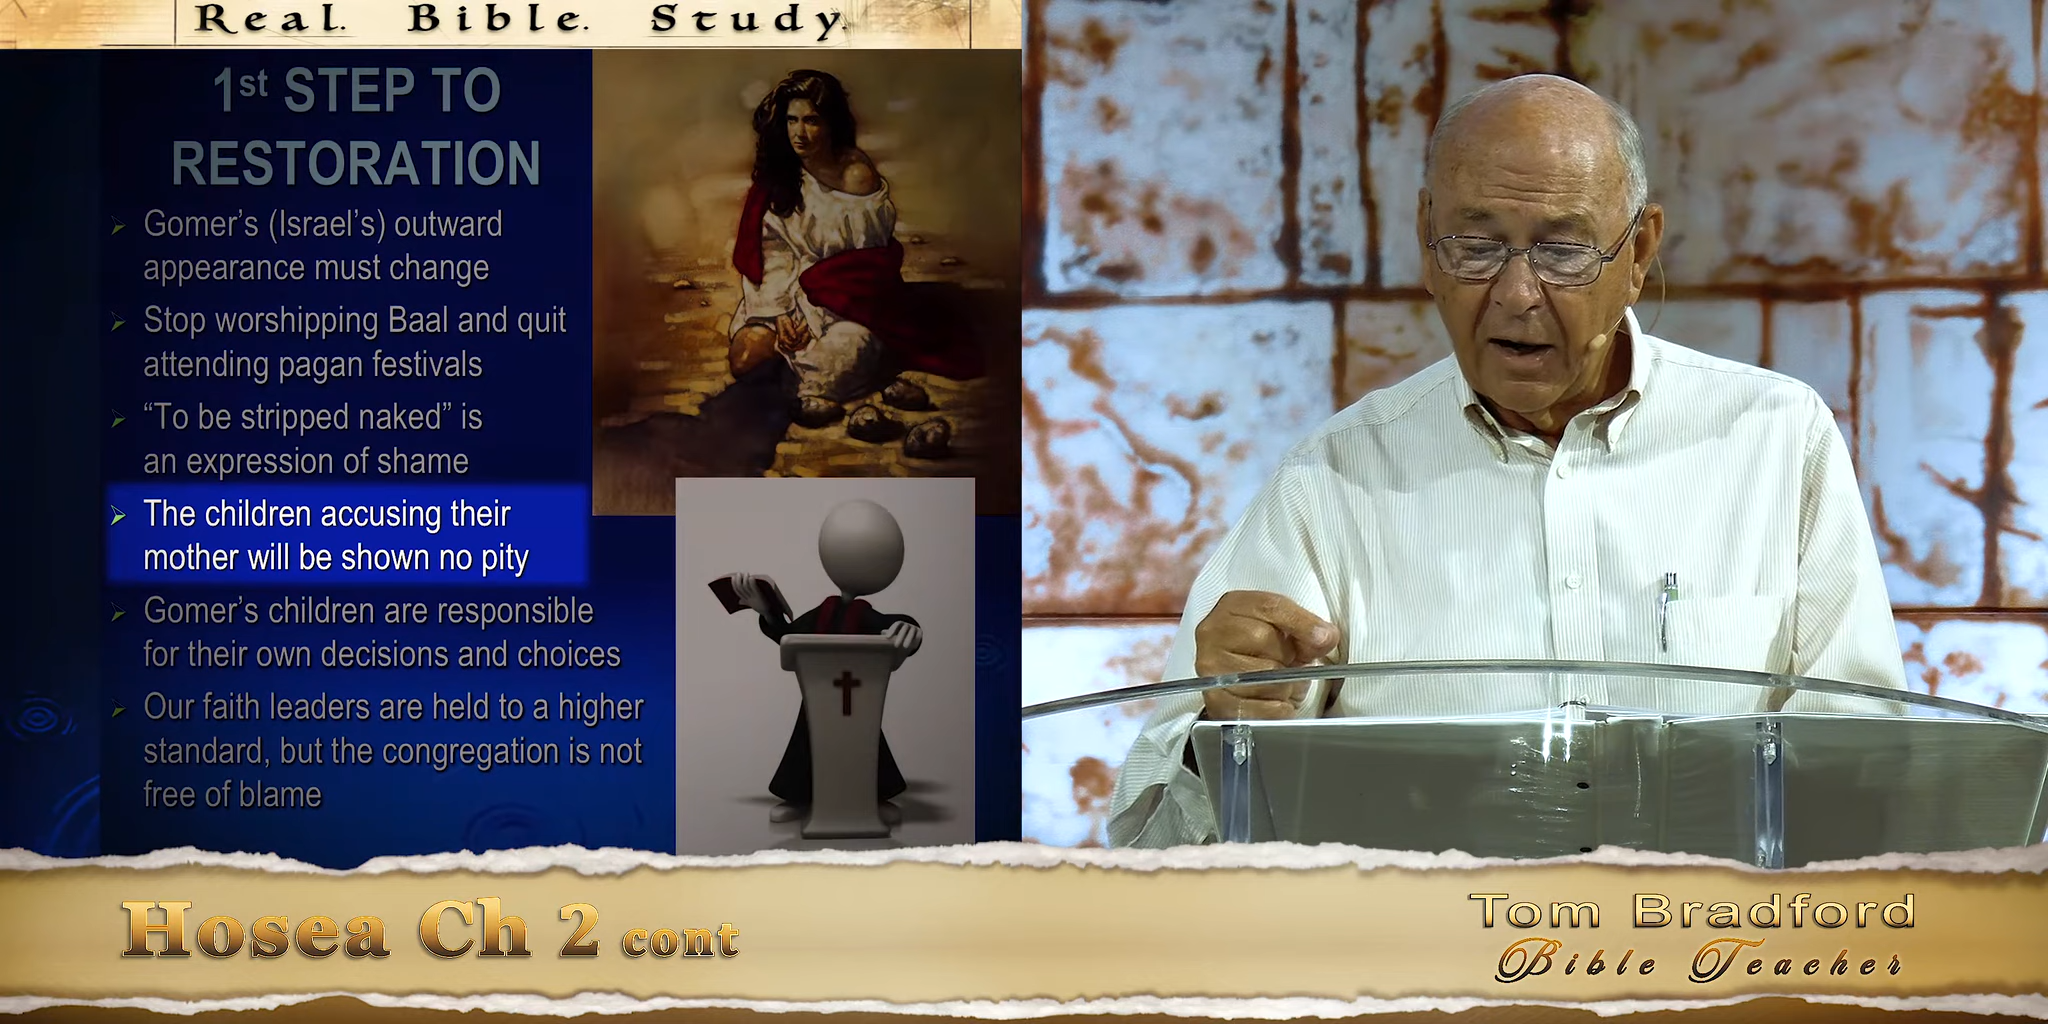 Real. Bible. Study.
1st STEP TO
RESTORATION
Gomer's (Israel's) outward
appearance must change
Stop worshipping Baal and quit
attending pagan festivals
“To be stripped naked” is
an expression of shame
The children accusing their
mother will be shown no pity
Gomer's children are responsible
for their own decisions and choices
Our faith leaders are held to a higher
standard, but the congregation is not
free of blame
Hosea Ch 2 cont
Tom Bradford
Bible Teacher